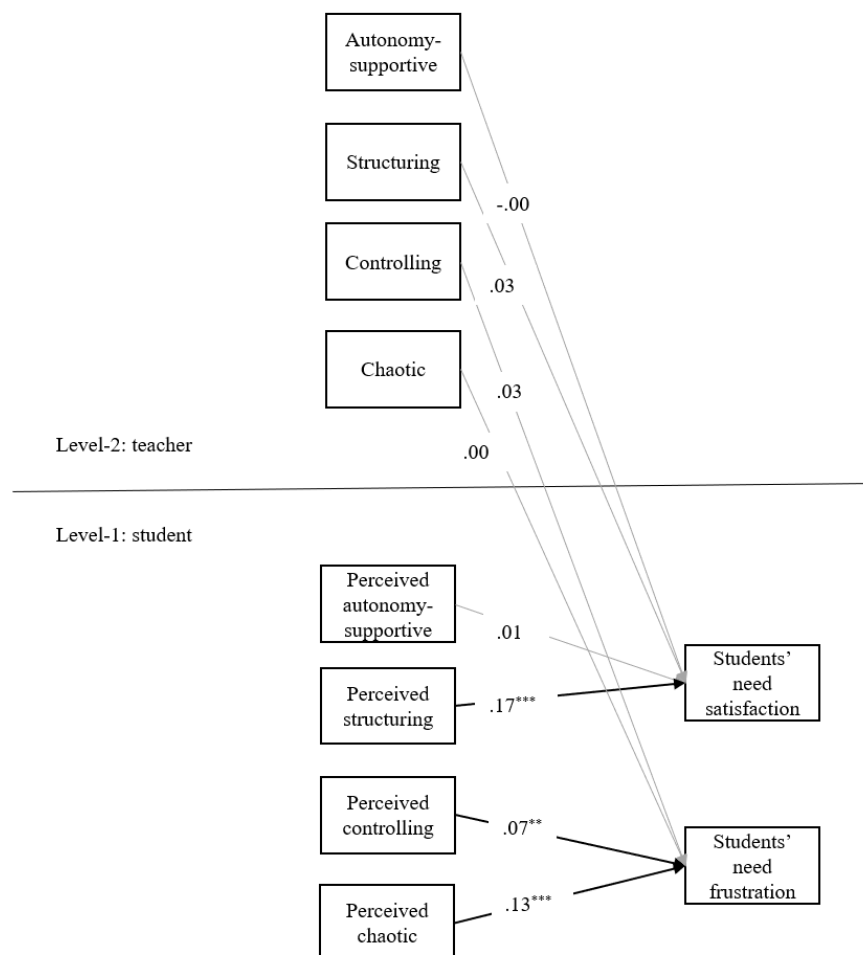 Autonomy-
supportive
Structuring
-.00
Controlling
.03
Chaotic
.03
Level-2: teacher
.00
Level-1: student
Perceived
autonomy-
supportive
.01
Students’
need
satisfaction
Perceived
structuring
.17***
Perceived
controlling
.07**
Students’
need
frustration
Perceived
chaotic
.13***